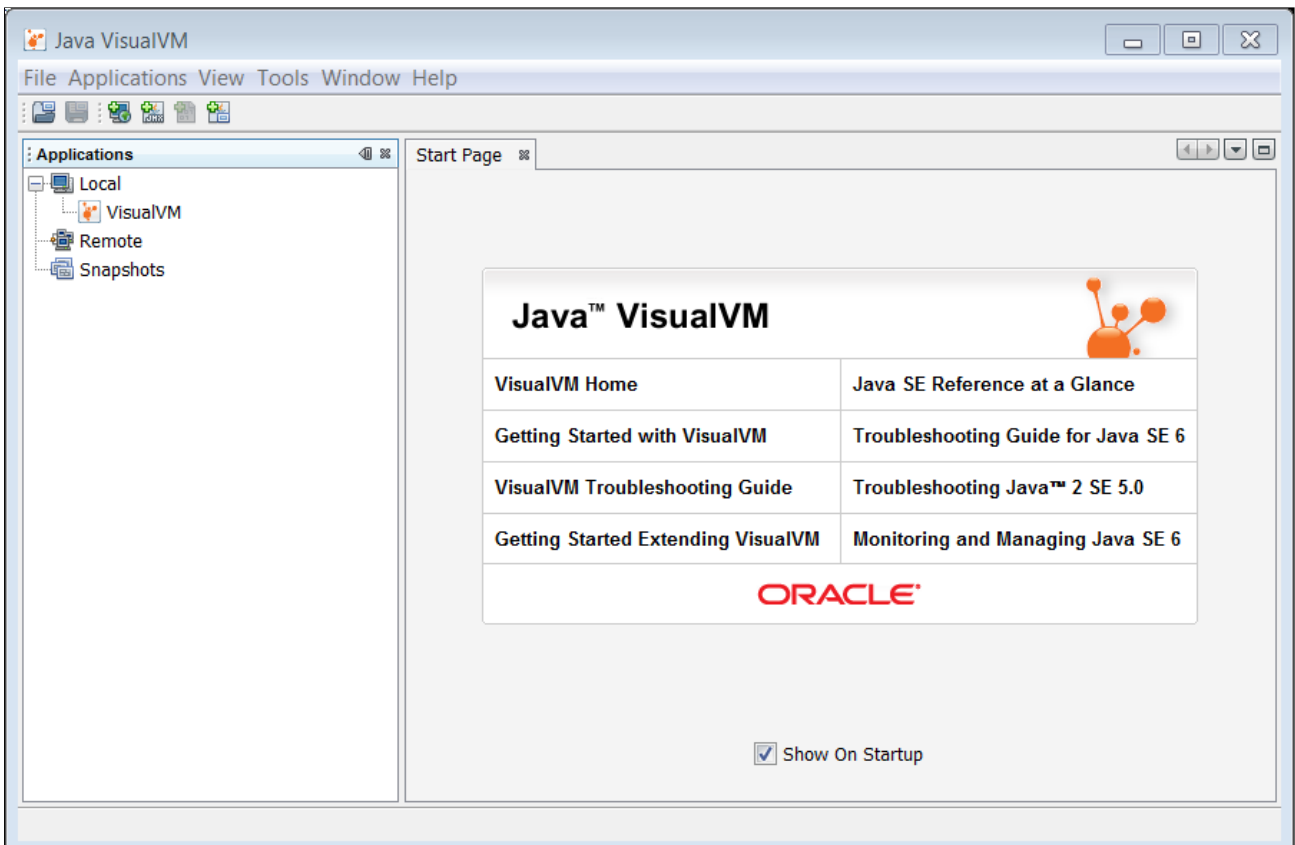 Java VisualVM
File Applications View Tools Window Help
JMX
Applications
Start Page
Local
VisualVM
Remote
Snapshots
Java™ VisualVM
VisualVM Home
Java SE Reference at a Glance
Getting Started with VisualVM
Troubleshooting Guide for Java SE 6
VisualVM Troubleshooting Guide
Troubleshooting Java™ 2 SE 5.0
Getting Started Extending VisualVM
Monitoring and Managing Java SE 6
ORACLE
Show On Startup